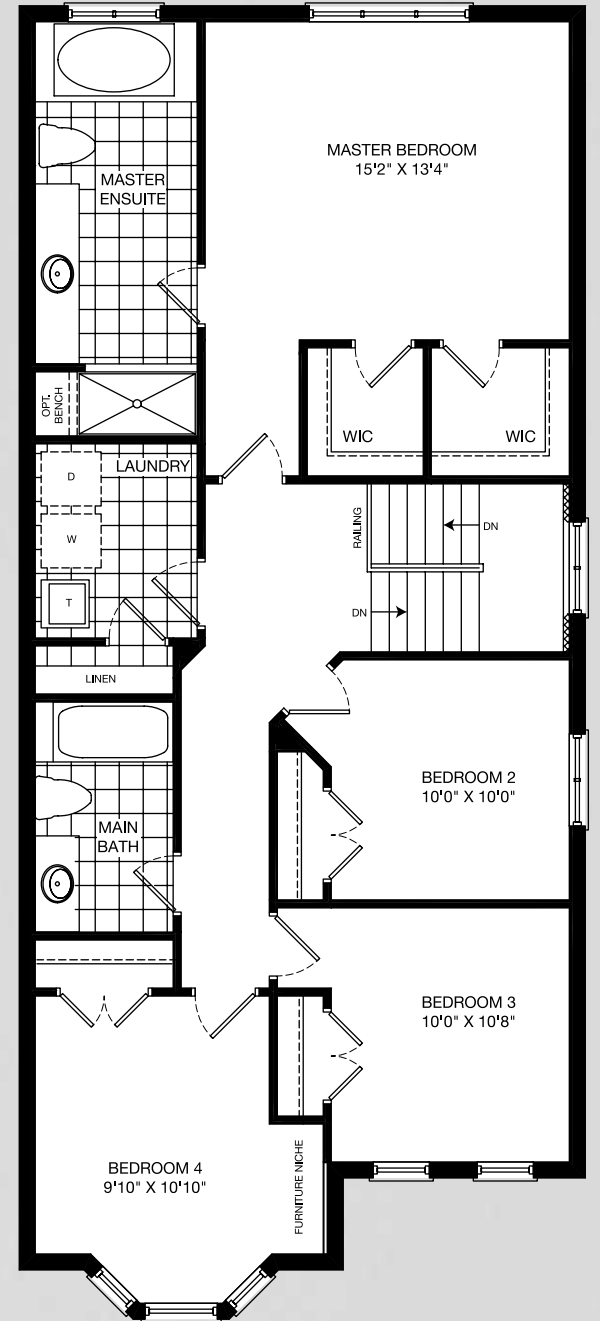 MASTER BEDROOM
15'2" X 13'4"
MASTER
ENSUITE
OPT.
BENCH
WIC
WIC
LAUNDRY
D
W
T
RAILING
DN
DN
LINEN
BEDROOM 2
10'0" X 10'0"
MAIN
BATH
BEDROOM 3
10'0" X 10'8"
BEDROOM 4
9'10" X 10'10"
FURNITURE NICHE